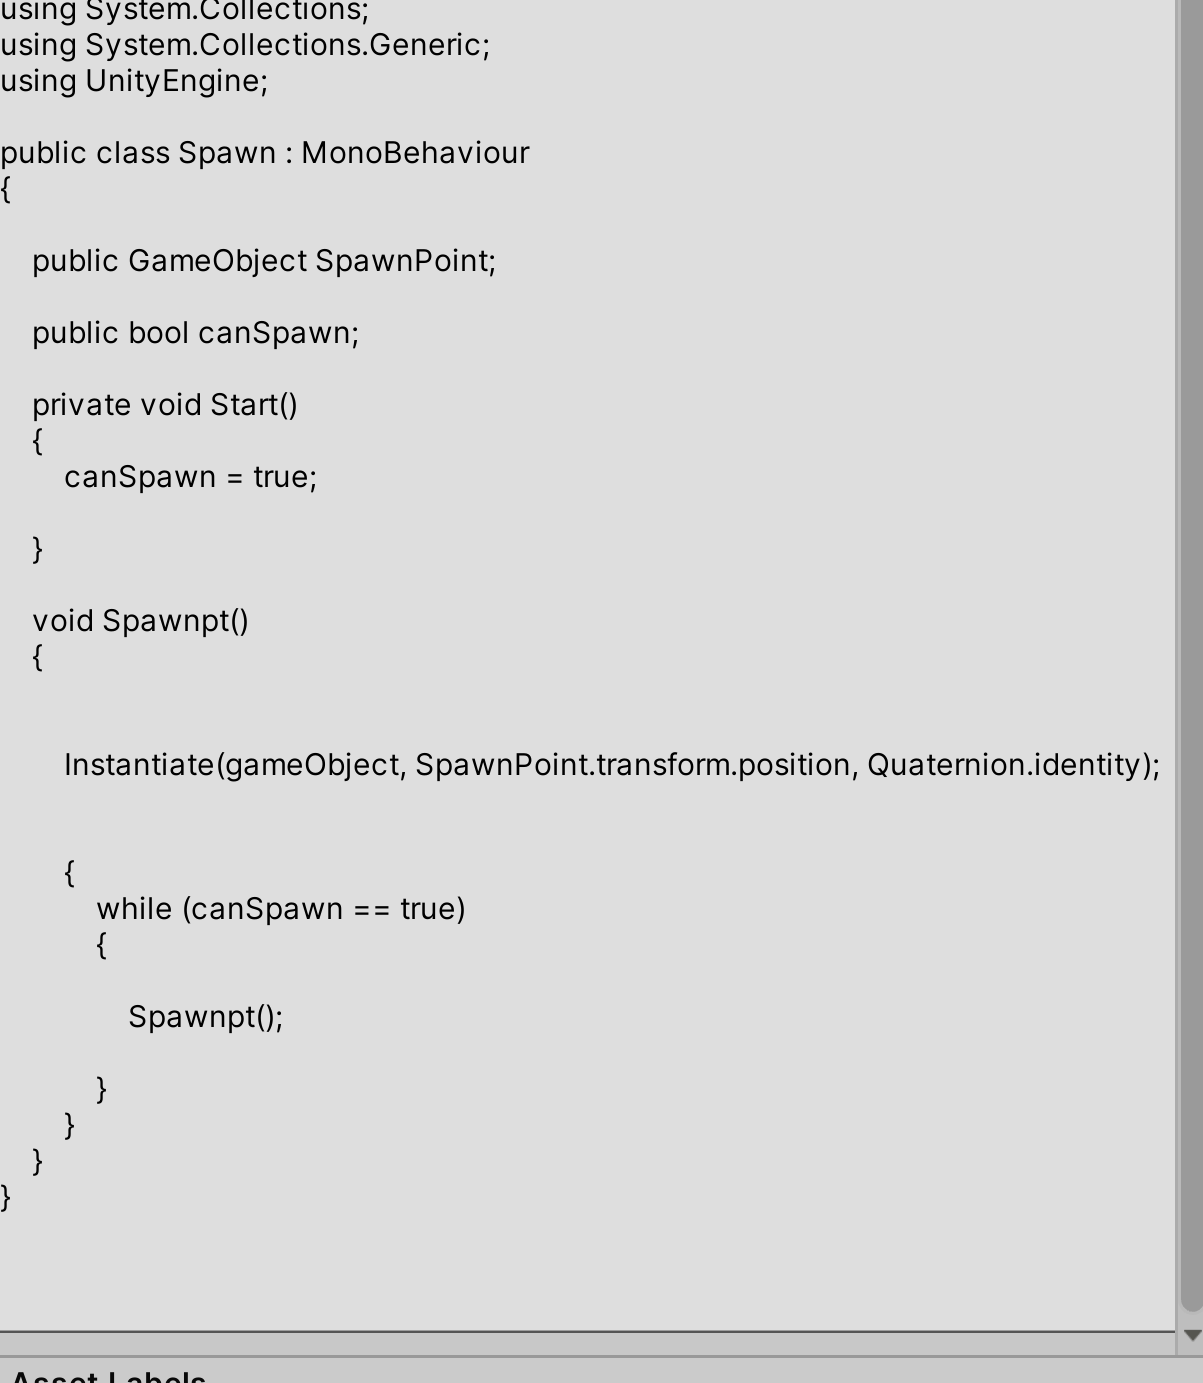 using System.Collections;
using System.Collections.Generic;
using UnityEngine;
public class Spawn : MonoBehaviour
{
public GameObject SpawnPoint;
public bool canSpawn;
private void Start()
{
canSpawn = true;
}
void Spawnpt()
{
Instantiate(gameObject, SpawnPoint.transform.position, Quaternion.identity);
{
while (canSpawn == true)
{
Spawnpt();
}
}
}
}
Asset Labels